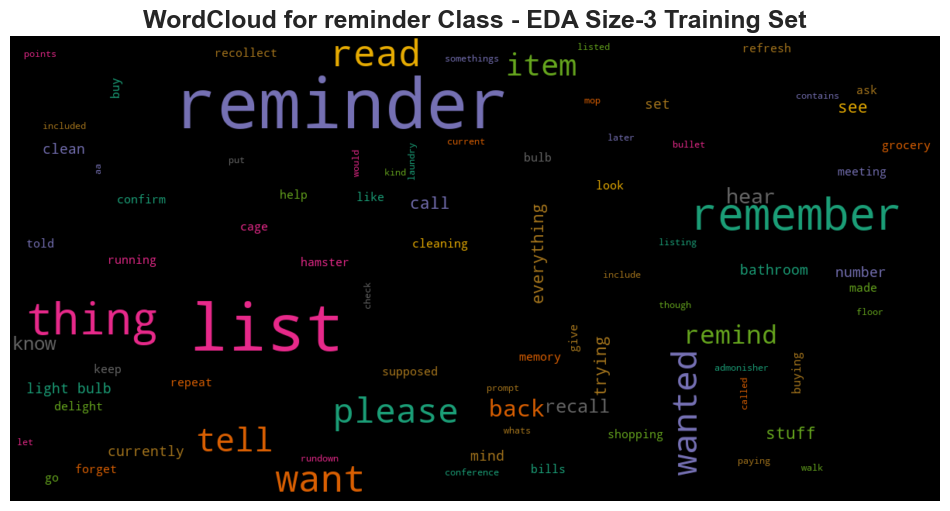 WordCloud for reminder Class - EDA Size-3 Training Set
points
recollect
read
somethings
listed
item
refresh
buy
reminder
mop
set
contains
ask
see
included
clean
aa
put
would
laundry
current
kind
bulb
later
bullet
grocery
meeting
confirm
help
like
call
look
hear
remember
told
cage
cleaning
everything
listing
running
hamster
bathroom
number
made
check
include
though
floor
thing
list
know
give
trying
remind
keep
memory
light bulb
repeat
supposed
prompt
wanted
admonisher
called
buying
delight
please
back
recall
let
currently
tell
whats
shopping
stuff
go
forget
rundown
want
mind
conference
bills
paying
walk